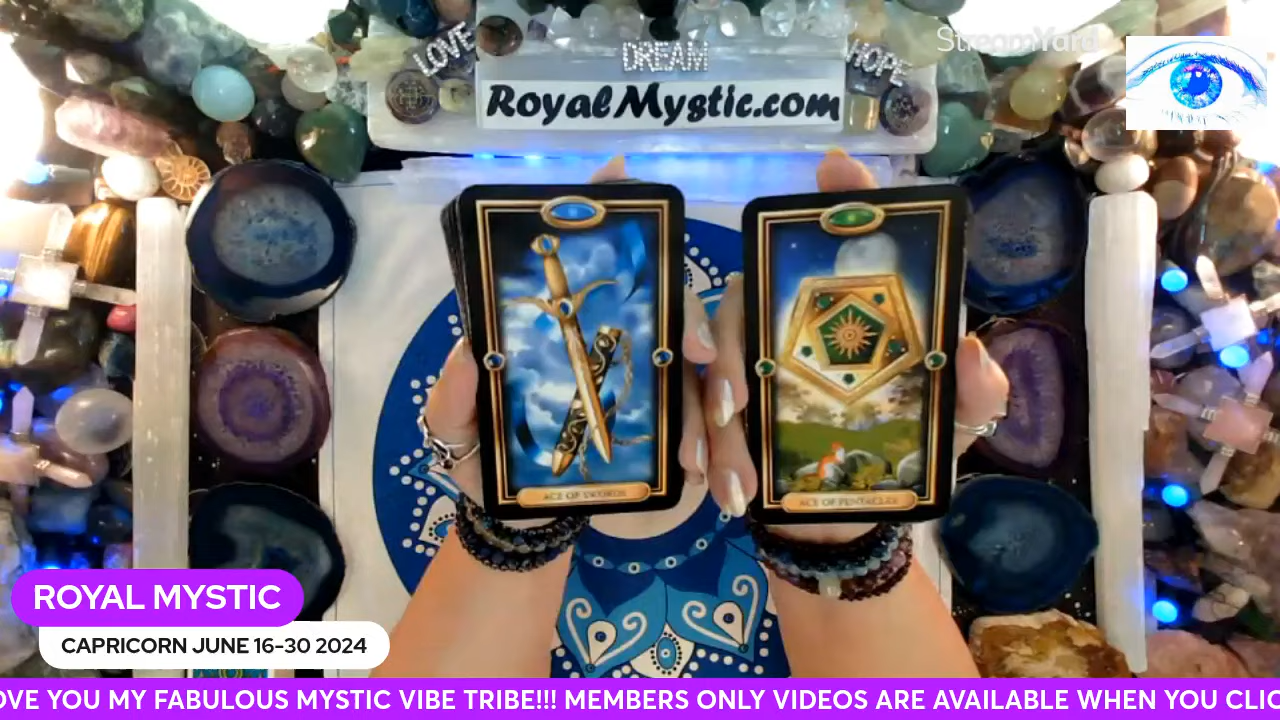 StreamYard
LOVE
DREAM
HOPE
RoyalMystic.com
ACE OF SWORDS
ACE OF PENTACLES
ROYAL MYSTIC
CAPRICORN JUNE 16-30 2024
OVE YOU MY FABULOUS MYSTIC VIBE TRIBE!!! MEMBERS ONLY VIDEOS ARE AVAILABLE WHEN YOU CLIC